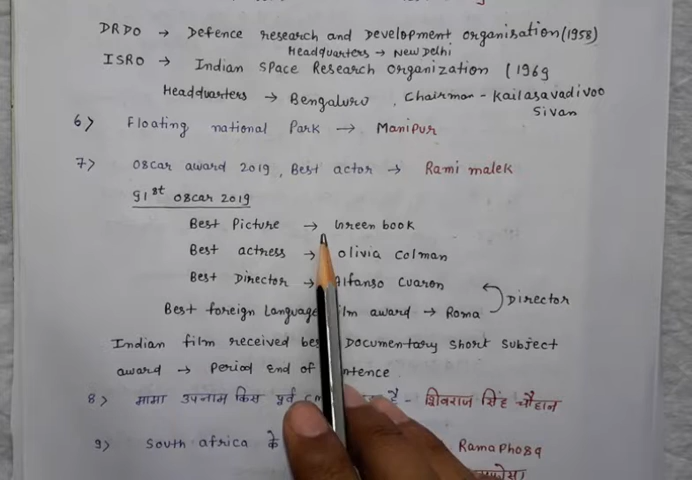 DRDO → Defence research and Development organisation (1958)
Headquarters → New Delhi
ISRO → Indian Space Research Organization (1969
Headquarters → Bengaluru, Chairman - Kailasavadivoo
Sivan
6> Floating national Park → Manipur
7> Oscar award 2019, Best actor → Rami malek
91st Oscar 2019
Best Picture → Green book
Best actress → Olivia Colman
Best Director → Alfanso Cuaron
Best foreign Language film award → Roma Director
Indian film received best Documentary short subject
award → Period End of Sentence
8> मामा उपनाम किस पूर्व है - शिवराज सिंह चौहान
9> South africa के Ramaphosa